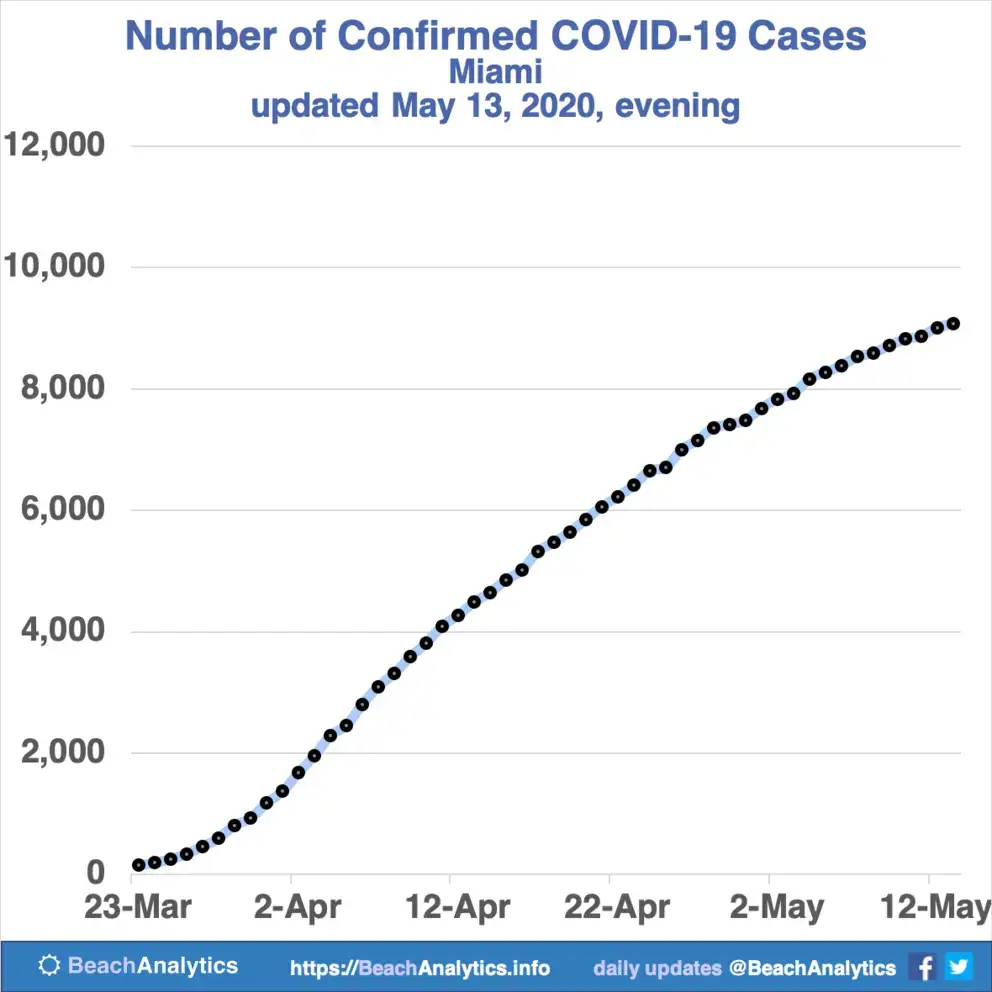 Number of Confirmed COVID-19 Cases
Miami
updated May 13, 2020, evening
12,000
10,000
8,000
6,000
4,000
2,000
0
23-Mar 2-Apr 12-Apr 22-Apr 2-May 12-May
BeachAnalytics https://BeachAnalytics.info daily updates @BeachAnalytics